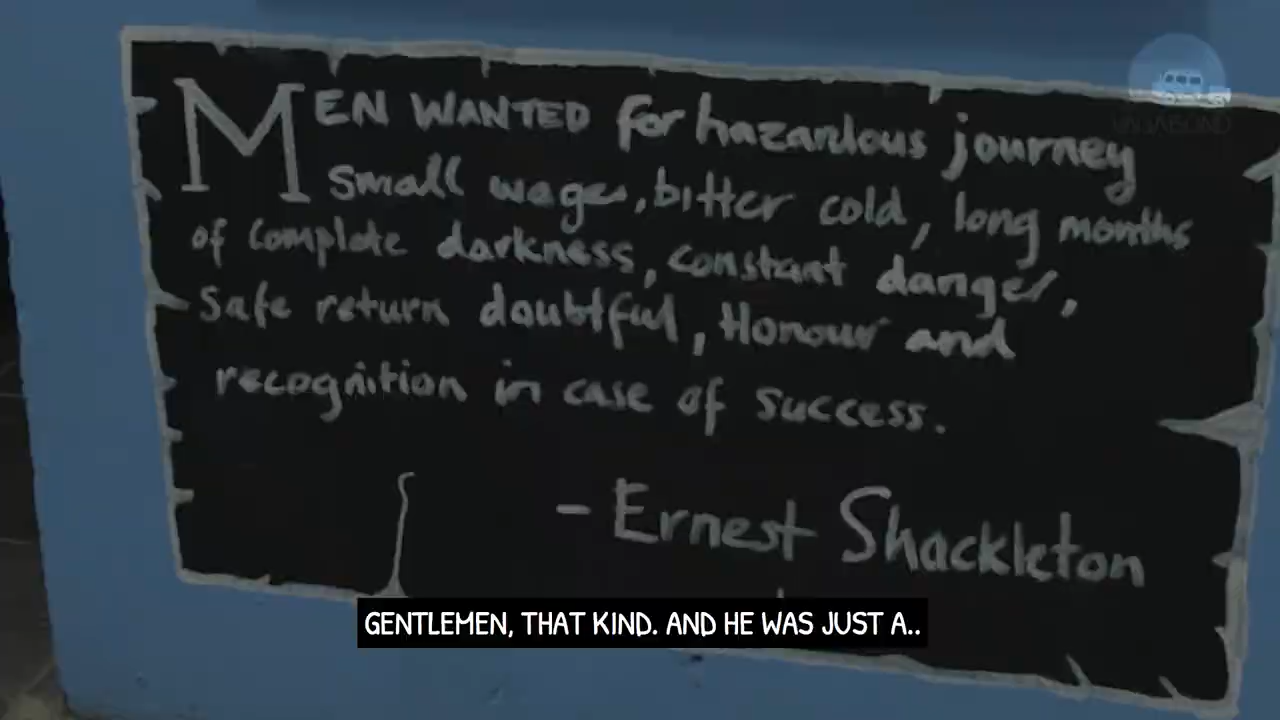 MEN WANTED for hazardous journey
Small wages, bitter cold, long months
of complete darkness, constant danger,
Safe return doubtful, Honour and
recognition in case of success.
- Ernest Shackleton
GENTLEMEN, THAT KIND. AND HE WAS JUST A..
VAGABOND